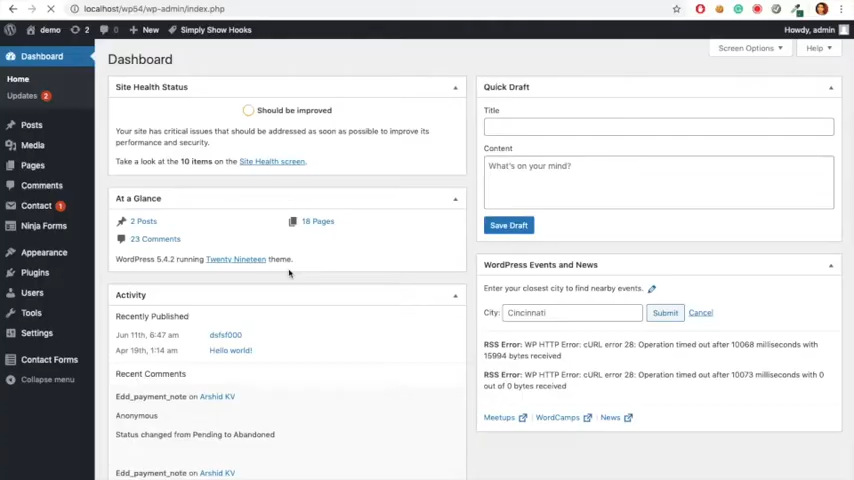 localhost/wp54/wp-admin/index.php
demo
2
0
New
Simply Show Hooks
Howdy, admin
Dashboard
Home
Updates 2
Posts
Media
Pages
Comments
Contact 1
Ninja Forms
Appearance
Plugins
Users
Tools
Settings
Contact Forms
Collapse menu
Dashboard
Screen Options
Help
Site Health Status
Should be improved
Your site has critical issues that should be addressed as soon as possible to improve its
performance and security.
Take a look at the 10 items on the Site Health screen.
At a Glance
2 Posts
18 Pages
23 Comments
WordPress 5.4.2 running Twenty Nineteen theme.
Activity
Recently Published
Jun 11th, 6:47 am dsfsf000
Apr 19th, 1:14 am Hello world!
Recent Comments
Edd_payment_note on Arshid KV
Anonymous
Status changed from Pending to Abandoned
Edd_payment_note on Arshid KV
Quick Draft
Title
Content
What's on your mind?
Save Draft
WordPress Events and News
Enter your closest city to find nearby events.
City: Cincinnati Submit Cancel
RSS Error: WP HTTP Error: cURL error 28: Operation timed out after 10068 milliseconds with
15994 bytes received
RSS Error: WP HTTP Error: cURL error 28: Operation timed out after 10073 milliseconds with 0
out of 0 bytes received
Meetups WordCamps News